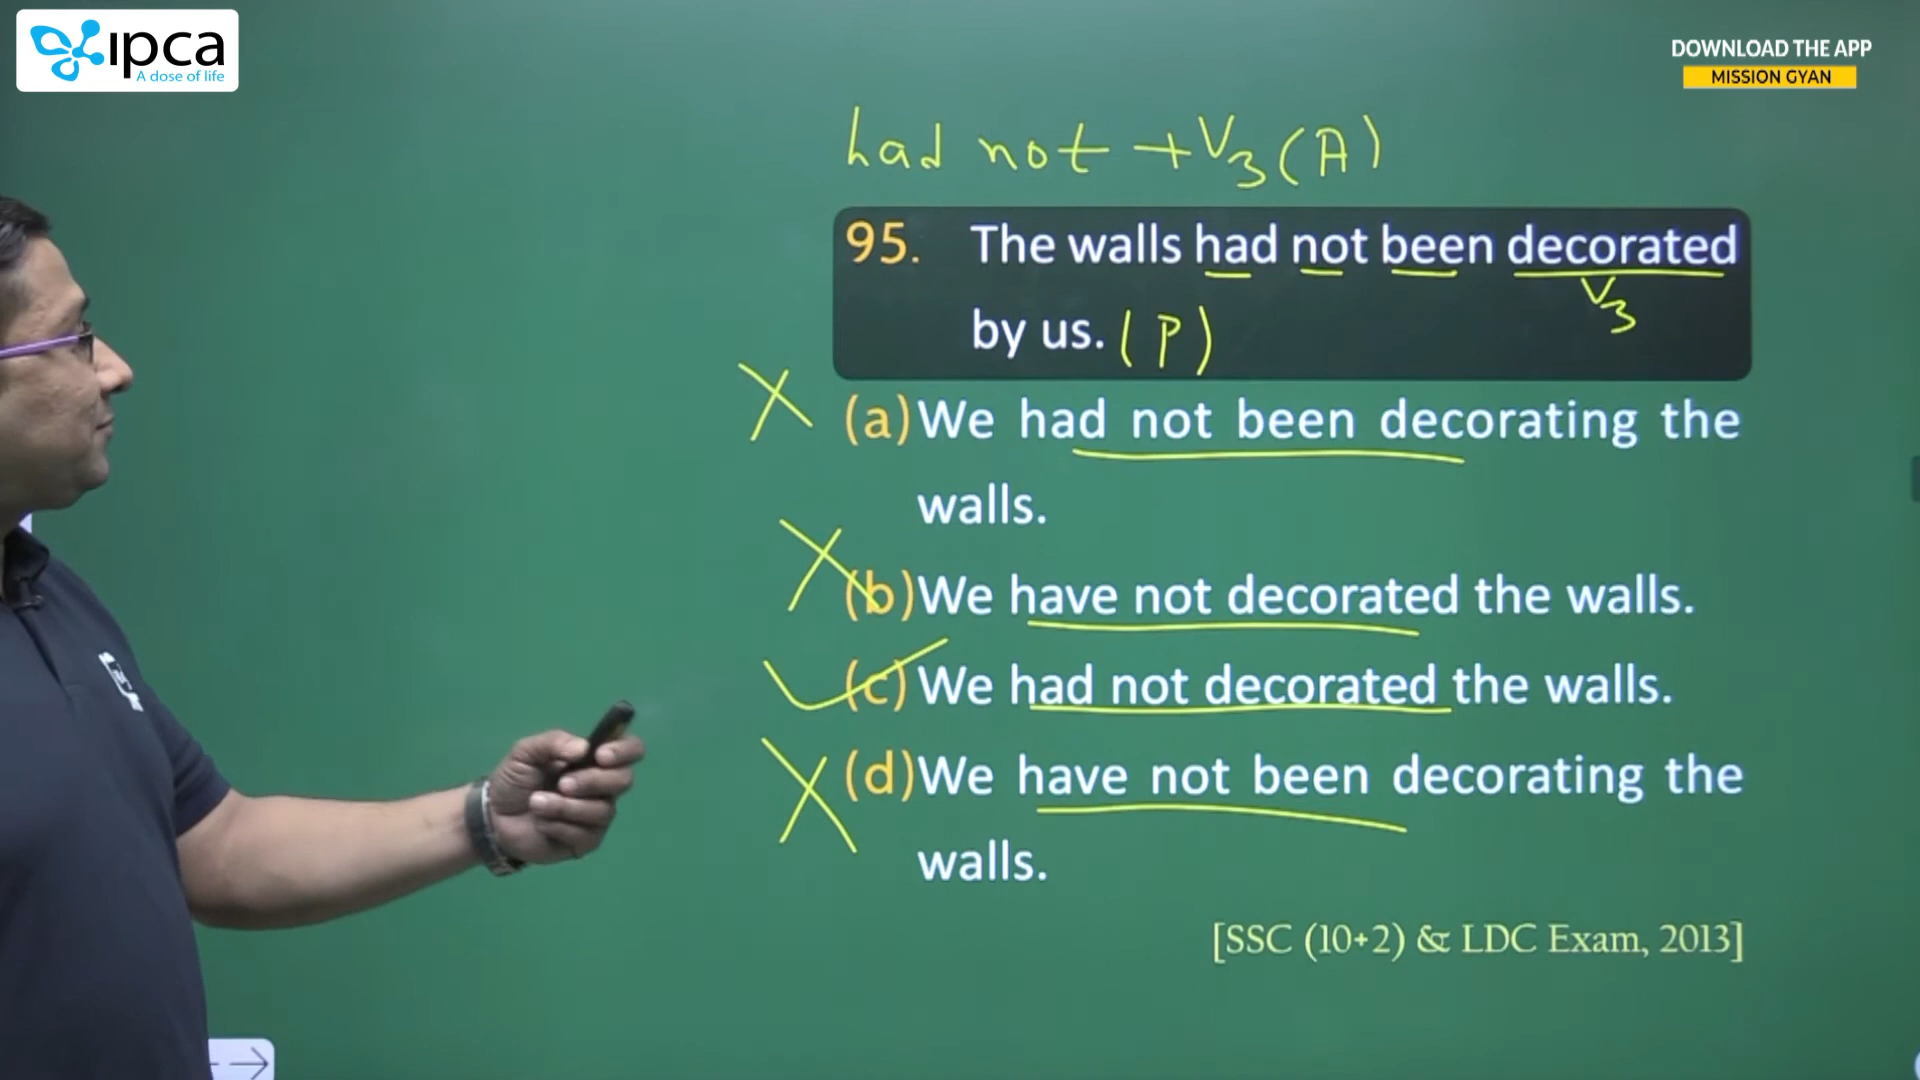 ipca
A dose of life
DOWNLOAD THE APP
MISSION GYAN
had not + V3 (A)
95. The walls had not been decorated
V3
by us. (P)
(a) We had not been decorating the
walls.
(b) We have not decorated the walls.
(c) We had not decorated the walls.
(d) We have not been decorating the
walls.
[SSC (10+2) & LDC Exam, 2013]